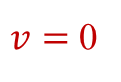 v = 0